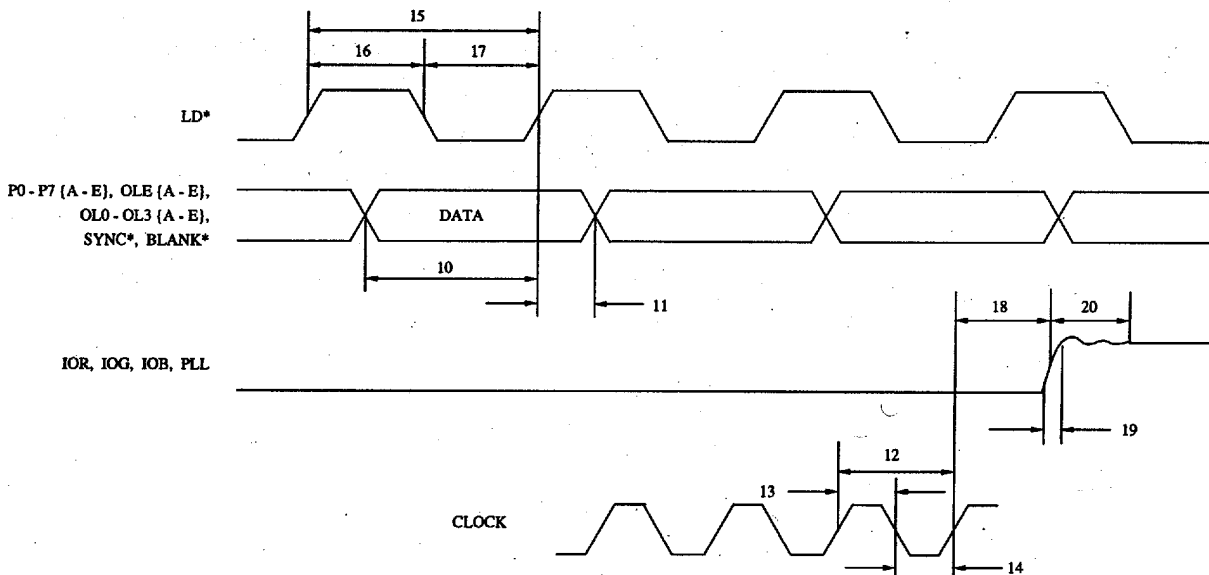 15
16
17
LD*
P0 - P7 {A - E}, OLE {A - E},
OL0 - OL3 {A - E},
SYNC*, BLANK*
DATA
10
11
18
20
IOR, IOG, IOB, PLL
19
12
13
CLOCK
14